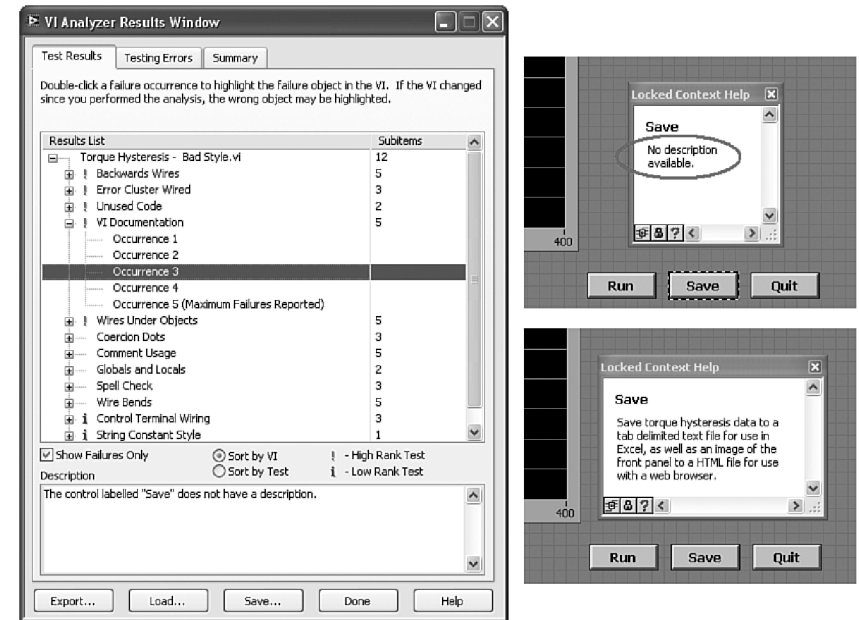 VI Analyzer Results Window
Test Results Testing Errors Summary
Double-click a failure occurrence to highlight the failure object in the VI. If the VI changed
since you performed the analysis, the wrong object may be highlighted.
Results List Subitems
Torque Hysteresis - Bad Style.vi 12
! Backwards Wires 5
! Error Cluster Wired 3
! Unused Code 2
! VI Documentation 5
Occurrence 1
Occurrence 2
Occurrence 3
Occurrence 4
Occurrence 5 (Maximum Failures Reported)
! Wires Under Objects 5
Coercion Dots 3
Comment Usage 5
Globals and Locals 2
Spell Check 3
Wire Bends 5
i Control Terminal Wiring 3
i String Constant Style 1
Show Failures Only Sort by VI ! - High Rank Test
Sort by Test i - Low Rank Test
Description
The control labelled "Save" does not have a description.
Export... Load... Save... Done Help
Locked Context Help
Save
No description
available.
?
400
Run Save Quit
Locked Context Help
Save
Save torque hysteresis data to a
tab delimited text file for use in
Excel, as well as an image of the
front panel to a HTML file for use
with a web browser.
?
400
Run Save Quit